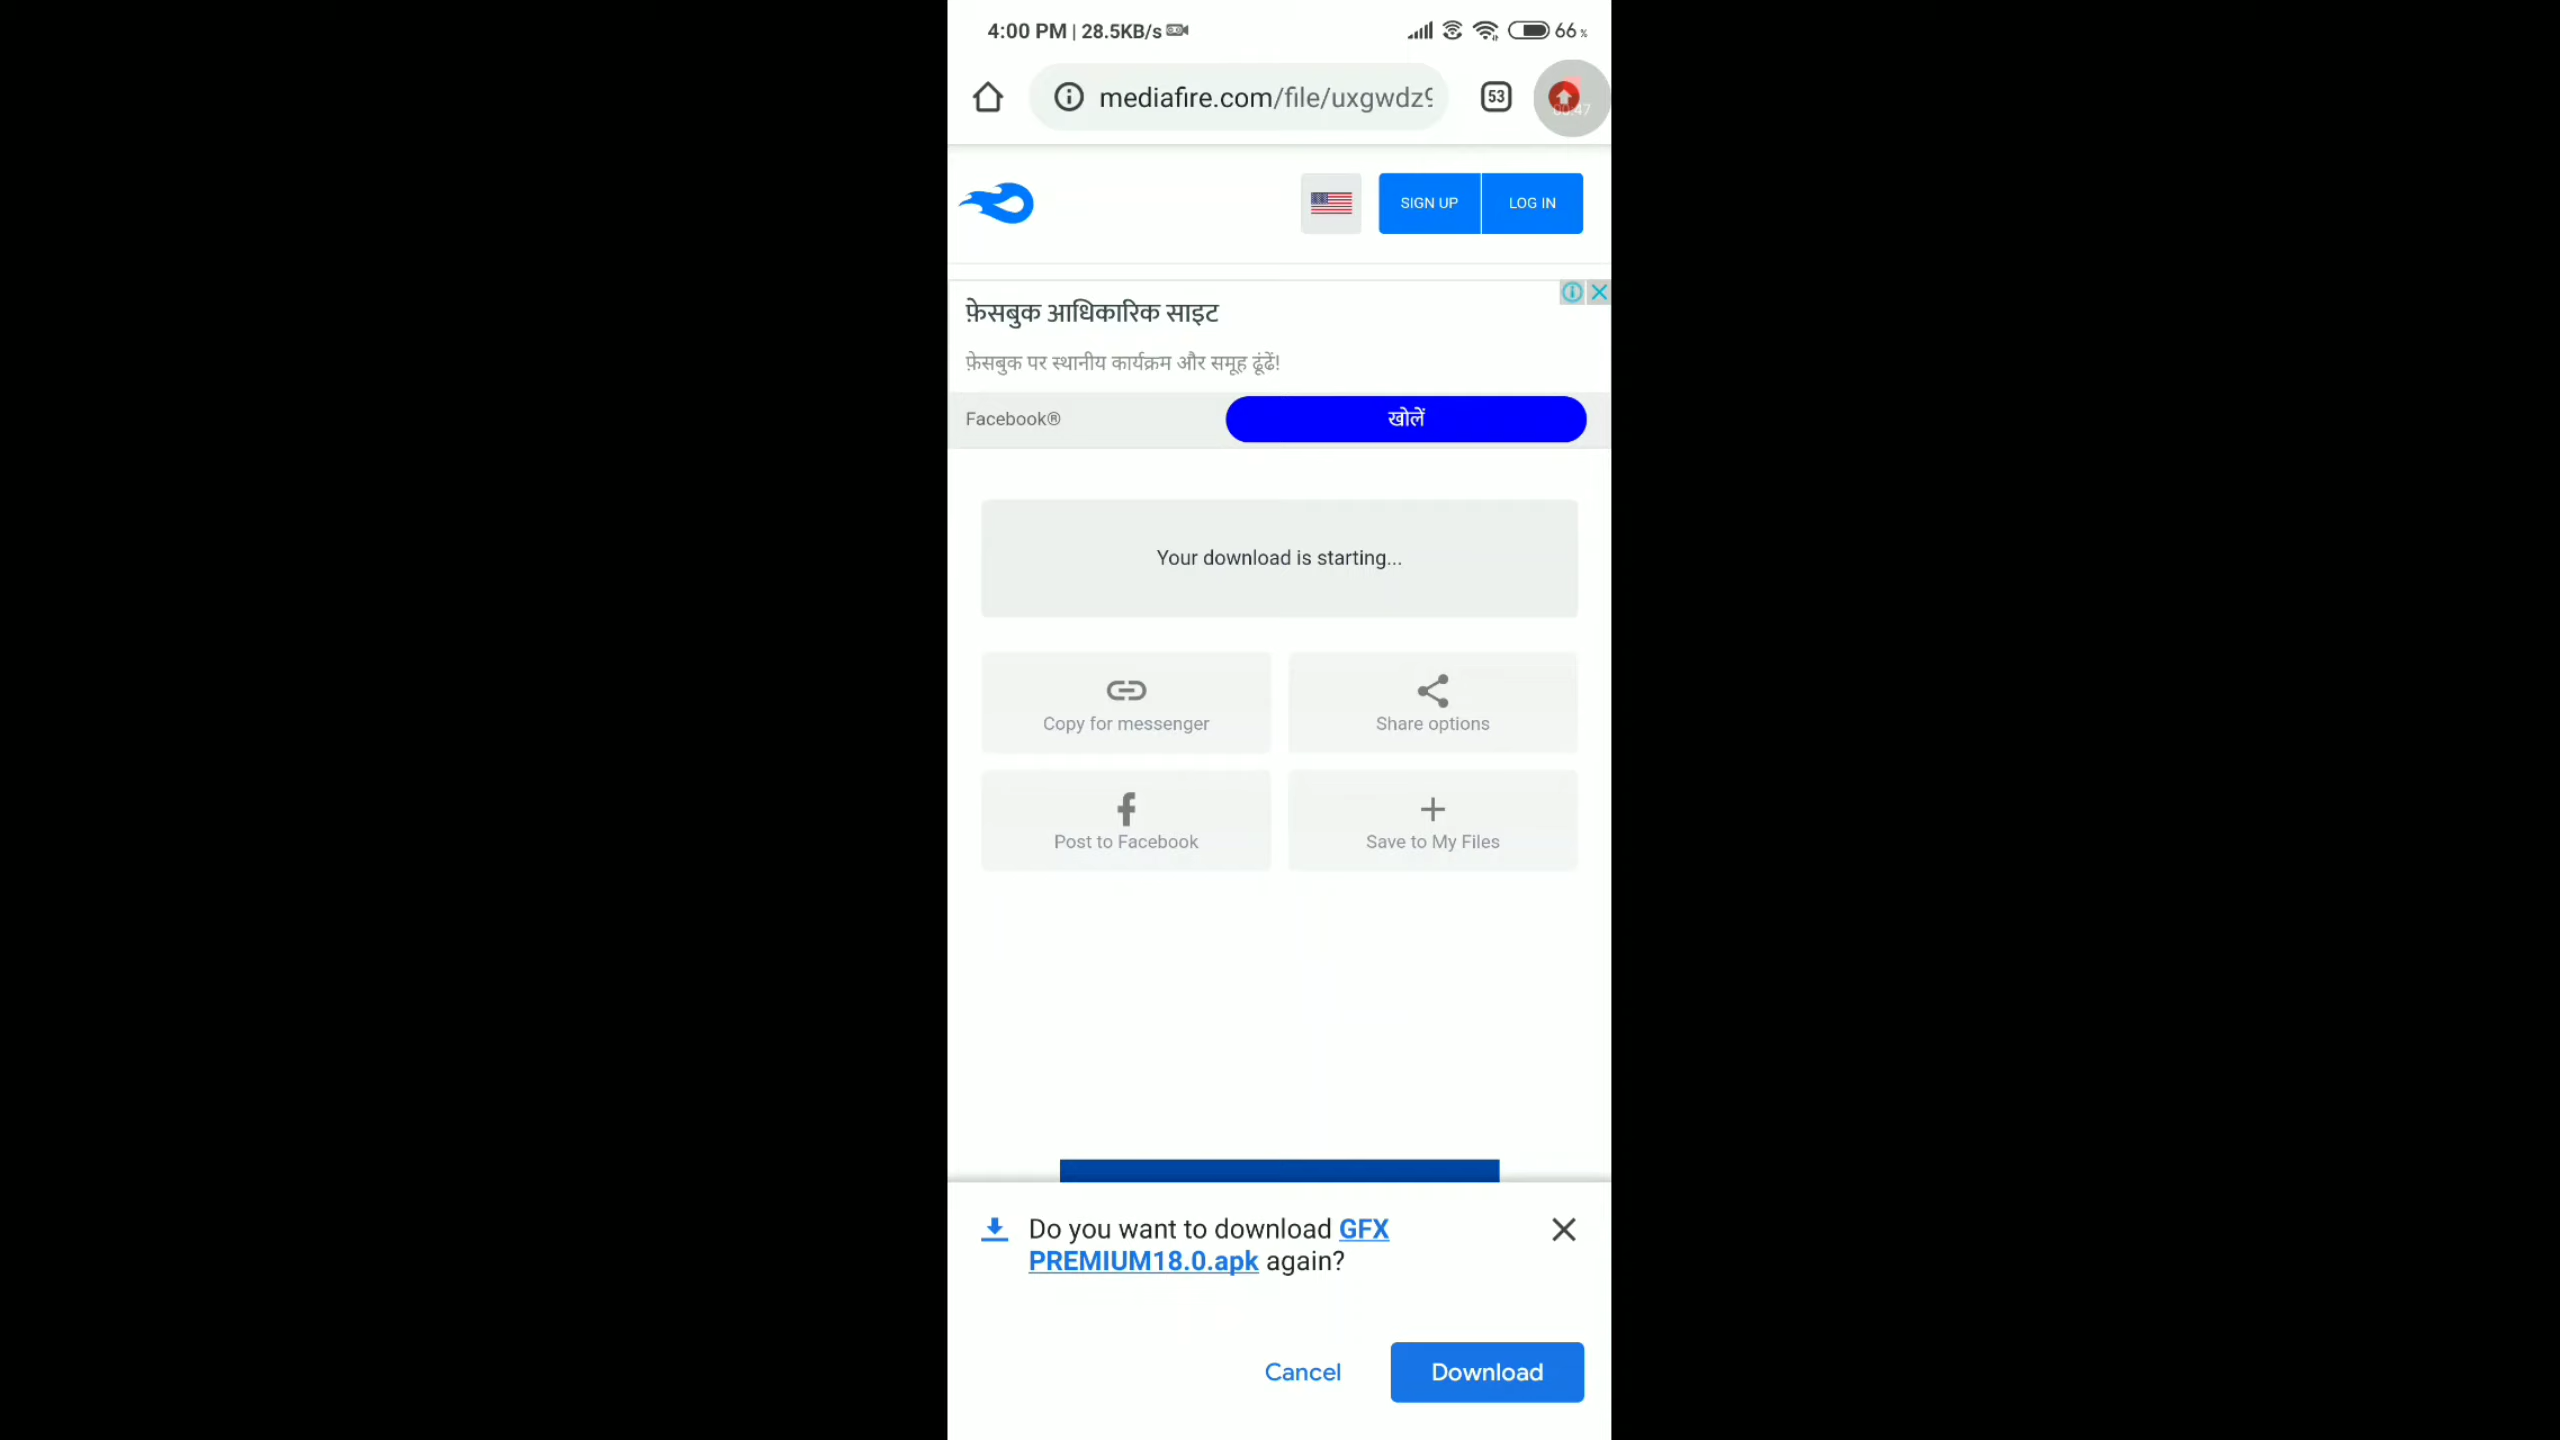 4:00 PM | 28.5KB/s
66%
mediafire.com/file/uxgwdz9
53
00:47
SIGN UP
LOG IN
फ़ेसबुक आधिकारिक साइट
फ़ेसबुक पर स्थानीय कार्यक्रम और समूह ढूंढें!
Facebook®
खोलें
Your download is starting...
Copy for messenger
Share options
Post to Facebook
Save to My Files
Do you want to download GFX
PREMIUM18.0.apk again?
Cancel
Download